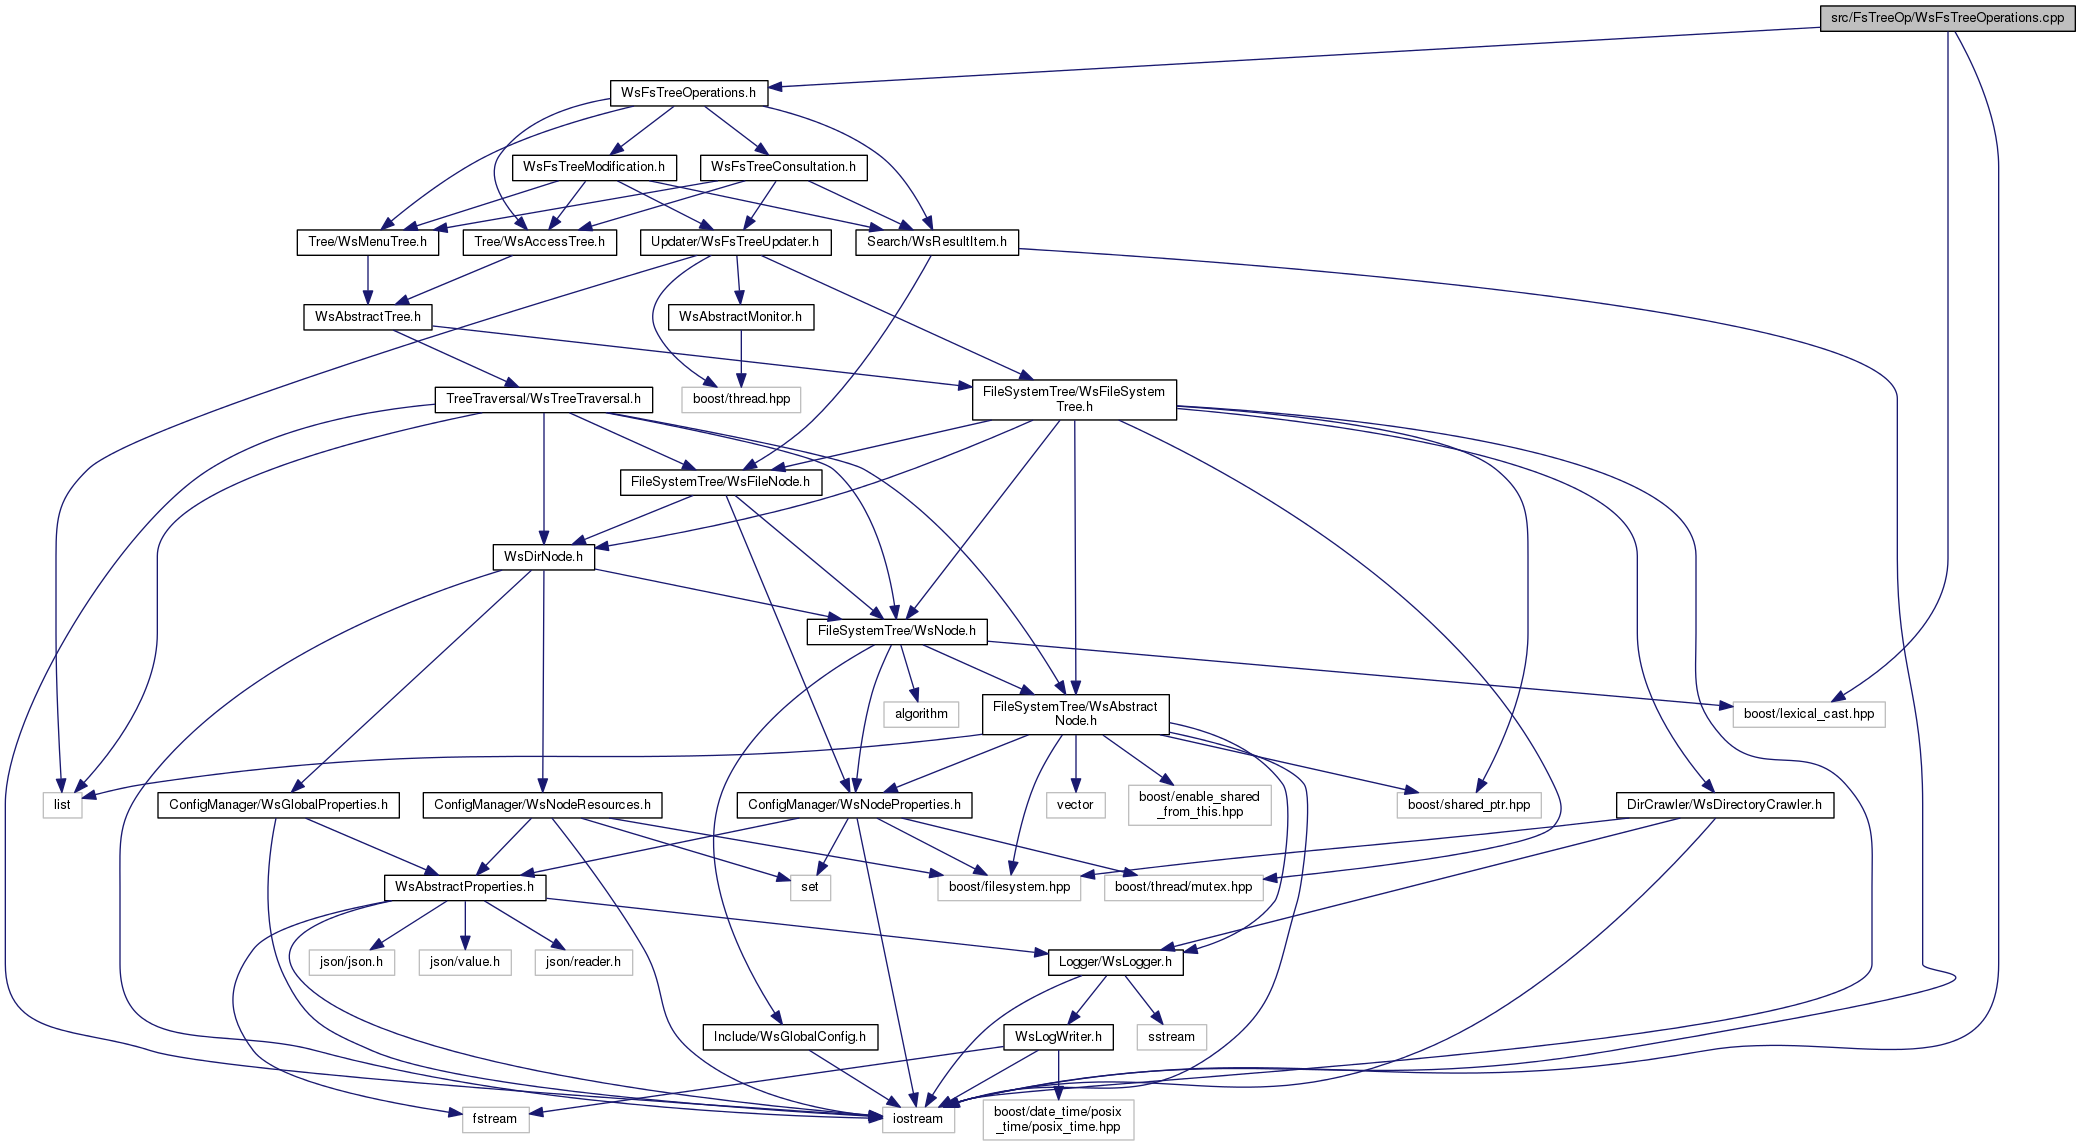 src/FsTreeOp/WsFsTreeOperations.cpp
WsFsTreeOperations.h
WsFsTreeModification.h
WsFsTreeConsultation.h
Tree/WsMenuTree.h
Tree/WsAccessTree.h
Updater/WsFsTreeUpdater.h
Search/WsResultItem.h
WsAbstractTree.h
WsAbstractMonitor.h
TreeTraversal/WsTreeTraversal.h
boost/thread.hpp
FileSystemTree/WsFileSystem
Tree.h
FileSystemTree/WsFileNode.h
WsDirNode.h
FileSystemTree/WsNode.h
algorithm
FileSystemTree/WsAbstract
Node.h
boost/lexical_cast.hpp
list
ConfigManager/WsGlobalProperties.h
ConfigManager/WsNodeResources.h
ConfigManager/WsNodeProperties.h
vector
boost/enable_shared
_from_this.hpp
boost/shared_ptr.hpp
DirCrawler/WsDirectoryCrawler.h
WsAbstractProperties.h
set
boost/filesystem.hpp
boost/thread/mutex.hpp
json/json.h
json/value.h
json/reader.h
Logger/WsLogger.h
Include/WsGlobalConfig.h
WsLogWriter.h
sstream
fstream
iostream
boost/date_time/posix
_time/posix_time.hpp